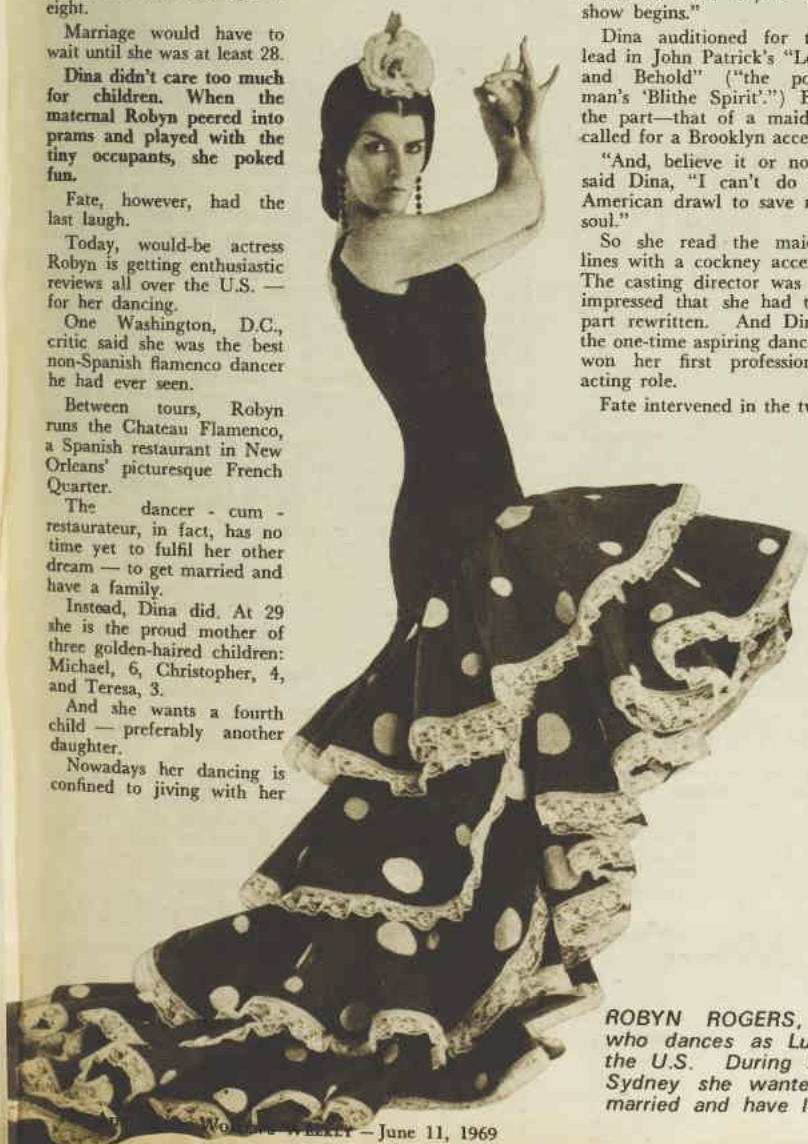 eight.
Marriage would have to
wait until she was at least 28.
Dina didn't care too much
for children. When the
maternal Robyn peered into
prams and played with the
tiny occupants, she poked
fun.
Fate, however, had the
last laugh.
Today, would-be actress
Robyn is getting enthusiastic
reviews all over the U.S. —
for her dancing.
One Washington, D.C.,
critic said she was the best
non-Spanish flamenco dancer
he had ever seen.
Between tours, Robyn
runs the Chateau Flamenco,
a Spanish restaurant in New
Orleans' picturesque French
Quarter.
The dancer - cum -
restaurateur, in fact, has no
time yet to fulfil her other
dream — to get married and
have a family.
Instead, Dina did. At 29
she is the proud mother of
three golden-haired children:
Michael, 6, Christopher, 4,
and Teresa, 3.
And she wants a fourth
child — preferably another
daughter.
Nowadays her dancing is
confined to jiving with her
show begins."
Dina auditioned for
lead in John Patrick's
and Behold" ("the
man's 'Blithe Spirit'.")
the part—that of a
called for a Brooklyn
"And, believe it or
said Dina, "I can't do
American drawl to save
soul."
So she read the
lines with a cockney
The casting director was
impressed that she had
part rewritten. And
the one-time aspiring
won her first
acting role.
Fate intervened in the
ROBYN ROGERS,
who dances as
the U.S. During
Sydney she
married and have
WEEKLY — June 11, 1969